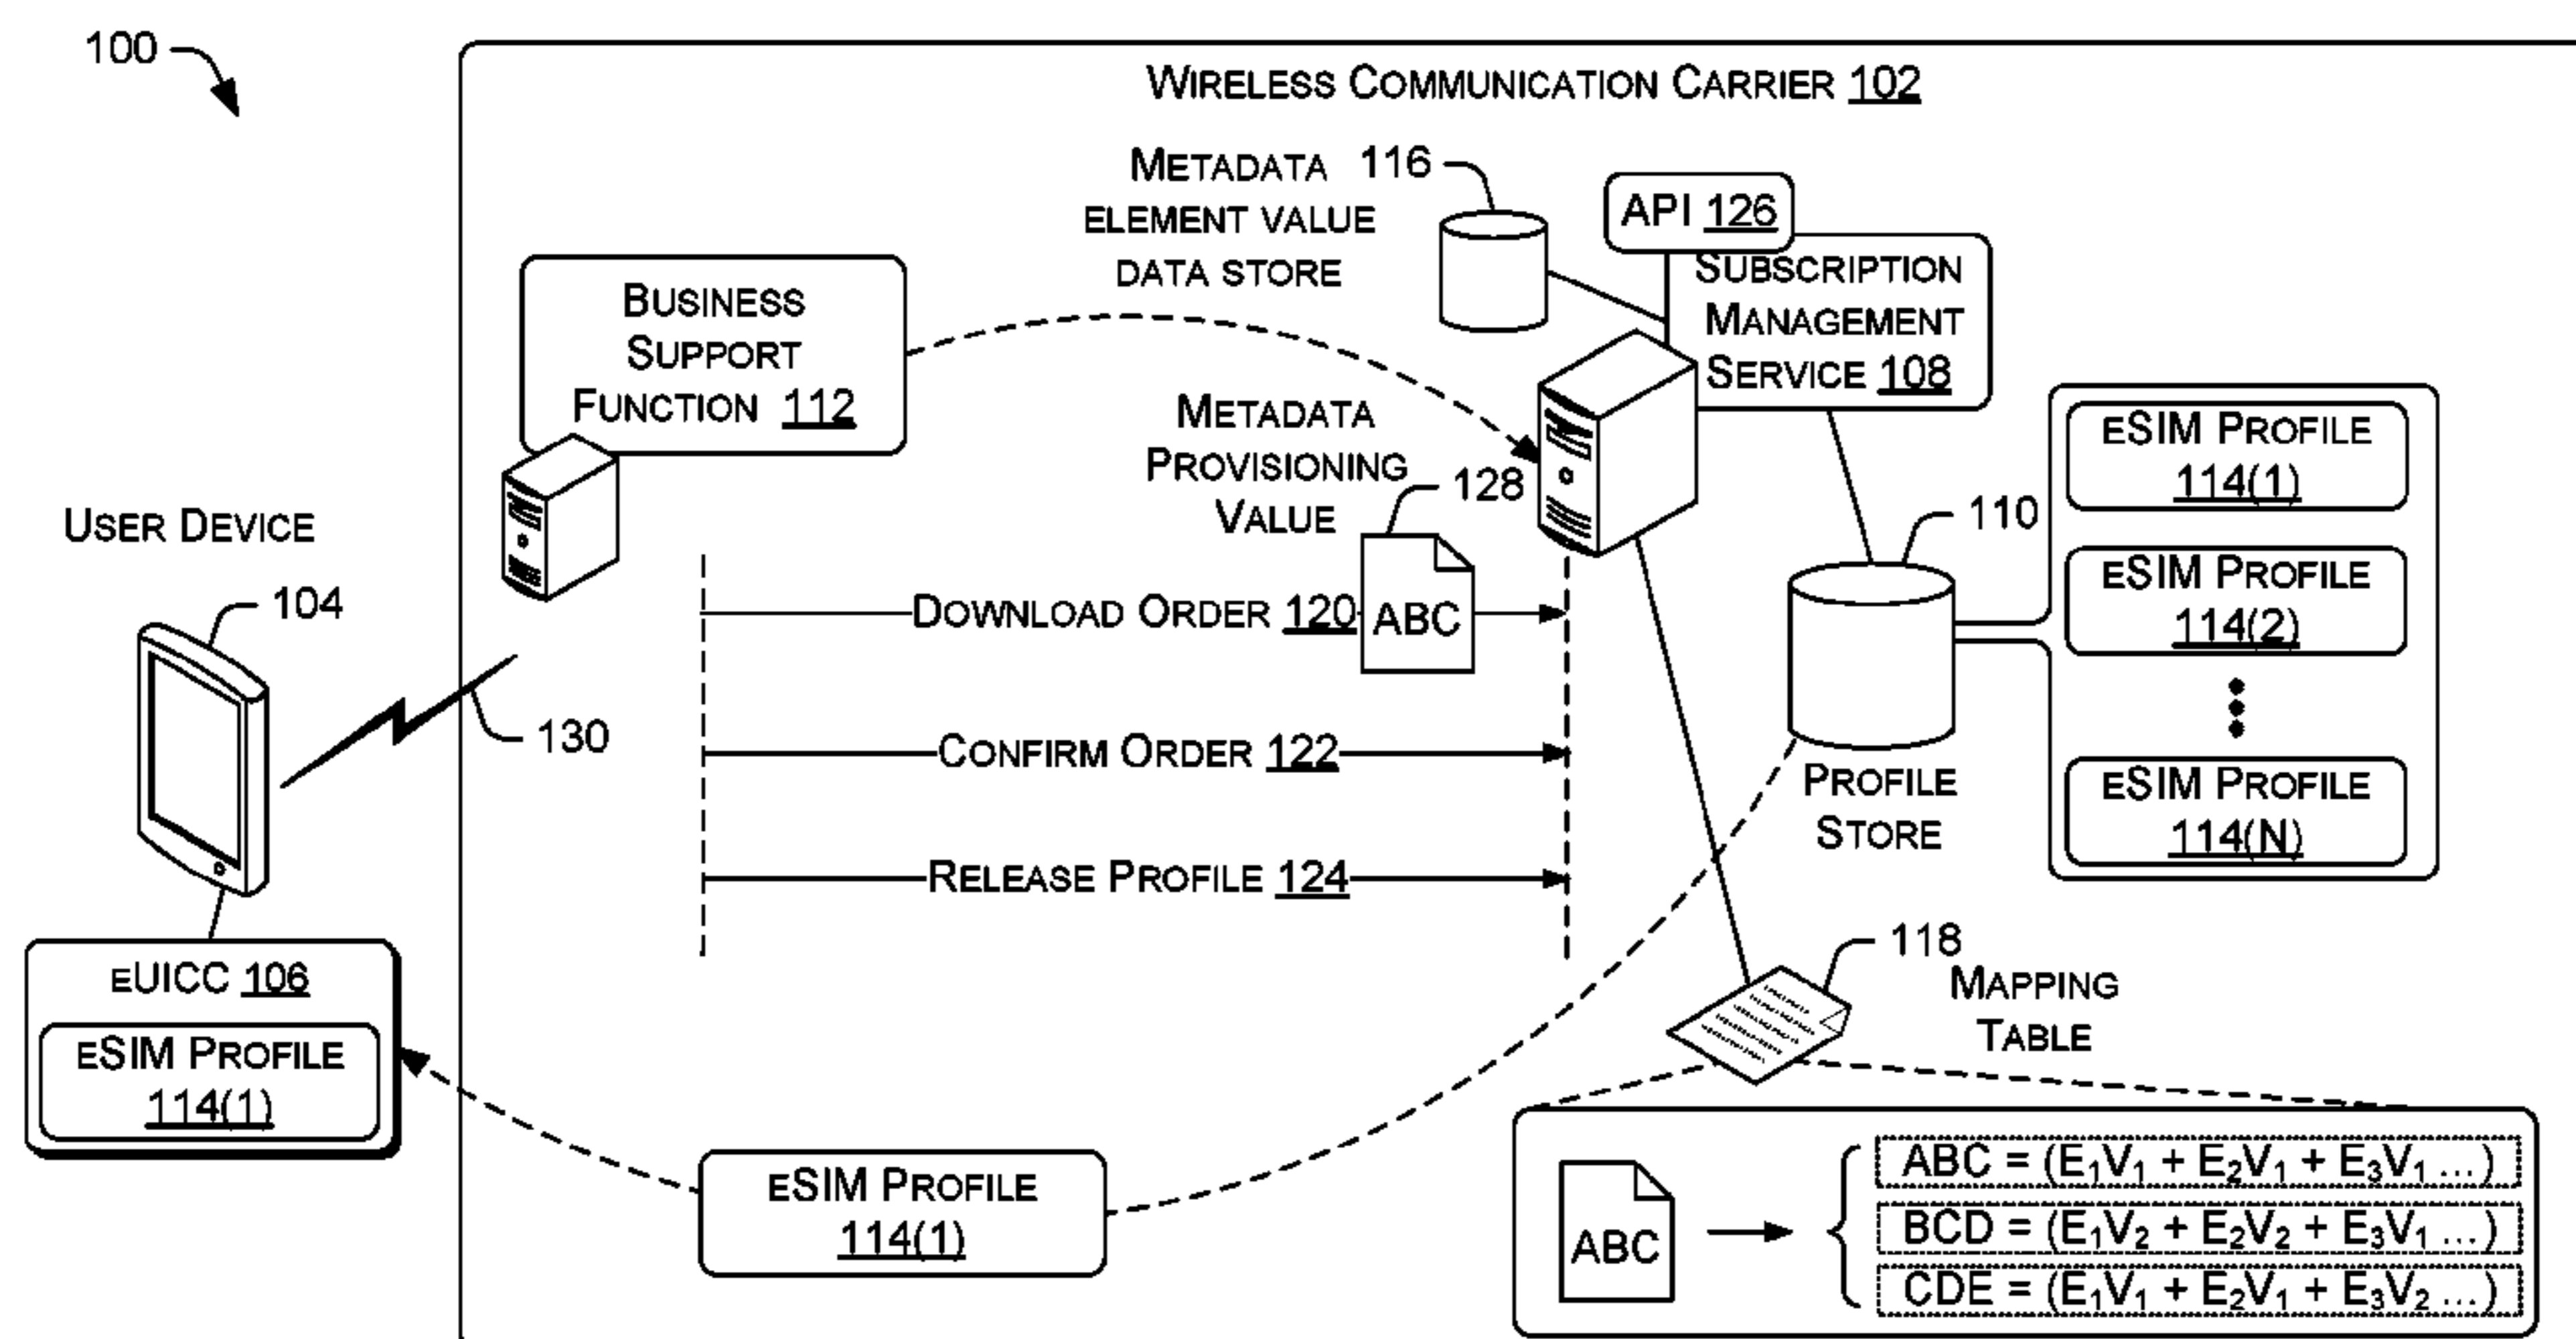 100
WIRELESS COMMUNICATION CARRIER 102
METADATA
ELEMENT VALUE
DATA STORE
116
API 126
SUBSCRIPTION
MANAGEMENT
SERVICE 108
BUSINESS
SUPPORT
FUNCTION 112
METADATA
PROVISIONING
VALUE
128
ESIM PROFILE
114(1)
ESIM PROFILE
114(2)
ESIM PROFILE
114(N)
110
PROFILE
STORE
USER DEVICE
104
130
DOWNLOAD ORDER 120
ABC
CONFIRM ORDER 122
RELEASE PROFILE 124
EUICC 106
ESIM PROFILE
114(1)
118
MAPPING
TABLE
ESIM PROFILE
114(1)
ABC
ABC = (E₁V₁ + E₂V₁ + E₃V₁ ...)
BCD = (E₁V₂ + E₂V₂ + E₃V₁ ...)
CDE = (E₁V₁ + E₂V₁ + E₃V₂ ...)